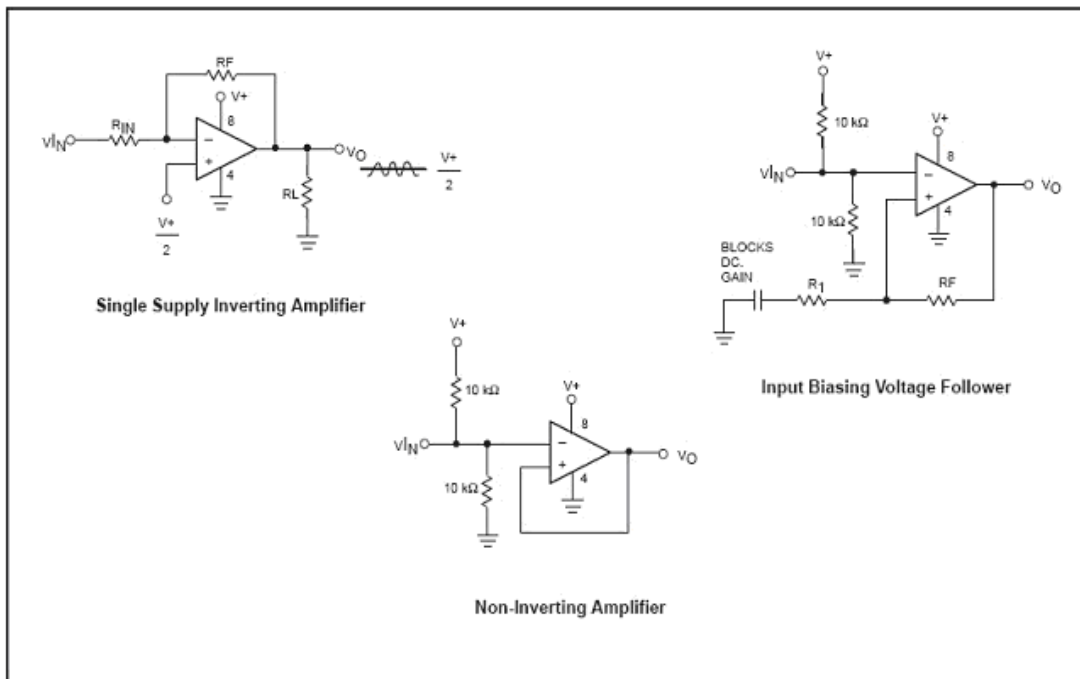 RF
V+
8
RIN
vIN
−
+
vO
V+
2
4
RL
V+
2
Single Supply Inverting Amplifier
V+
10 kΩ
V+
8
vIN
−
+
vO
4
10 kΩ
BLOCKS
DC.
GAIN
R1
RF
Input Biasing Voltage Follower
V+
10 kΩ
V+
8
vIN
−
+
vO
4
10 kΩ
Non-Inverting Amplifier